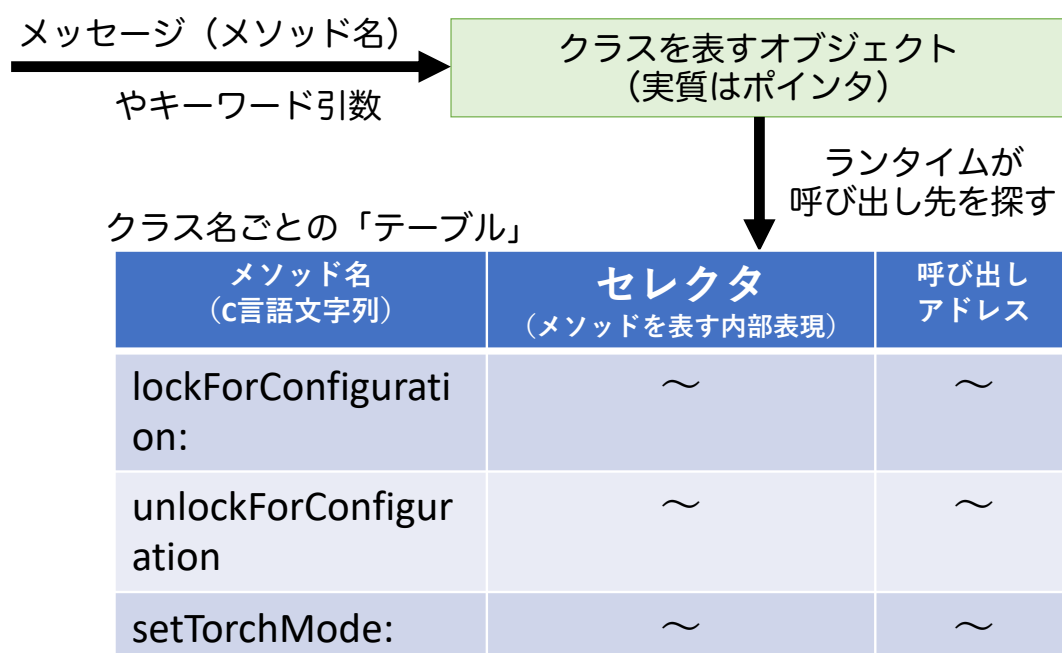 メッセージ（メソッド名）
やキーワード引数
クラスを表すオブジェクト
（実質はポインタ）
ランタイムが
呼び出し先を探す
クラス名ごとの「テーブル」
メソッド名
（C言語文字列）
セレクタ
（メソッドを表す内部表現）
呼び出し
アドレス
lockForConfigurati
on:
～
～
unlockForConfigur
ation
～
～
setTorchMode:
～
～